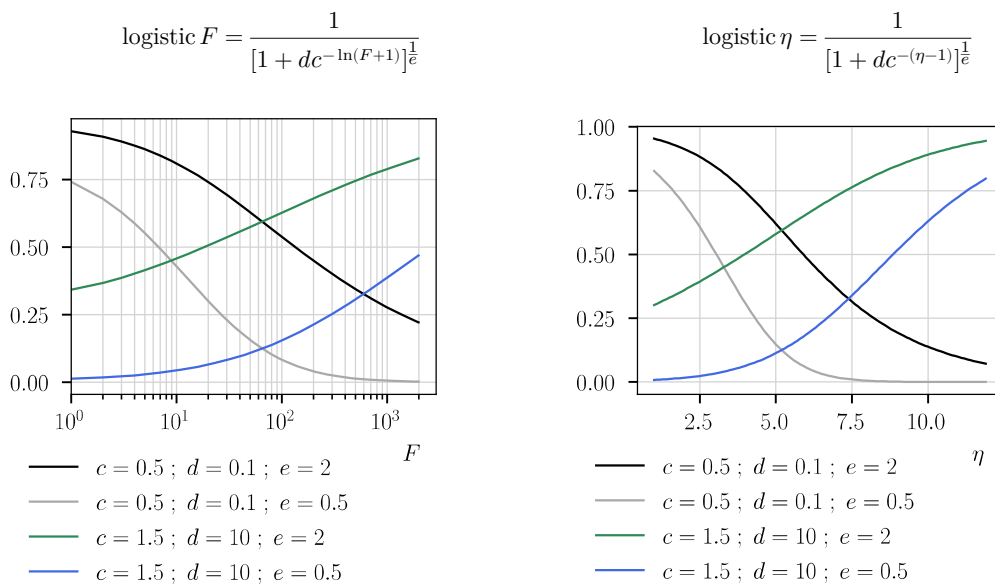 logistic F = 1 / [1 + dc^{-ln(F+1)}]^{1/e}
0.75
0.50
0.25
0.00
10^0 10^1 10^2 10^3
F
c = 0.5 ; d = 0.1 ; e = 2
c = 0.5 ; d = 0.1 ; e = 0.5
c = 1.5 ; d = 10 ; e = 2
c = 1.5 ; d = 10 ; e = 0.5
logistic η = 1 / [1 + dc^{-(η-1)}]^{1/e}
1.00
0.75
0.50
0.25
0.00
2.5 5.0 7.5 10.0
η
c = 0.5 ; d = 0.1 ; e = 2
c = 0.5 ; d = 0.1 ; e = 0.5
c = 1.5 ; d = 10 ; e = 2
c = 1.5 ; d = 10 ; e = 0.5